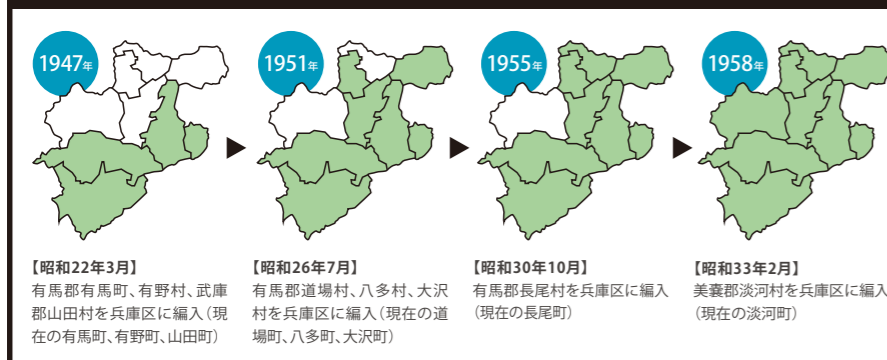 1947年
1951年
1955年
1958年
【昭和22年3月】
有馬郡有馬町、有野村、武庫
郡山田村を兵庫区に編入(現
在の有馬町、有野町、山田町)
【昭和26年7月】
有馬郡道場村、八多村、大沢
村を兵庫区に編入(現在の道
場町、八多町、大沢町)
【昭和30年10月】
有馬郡長尾村を兵庫区に編入
(現在の長尾町)
【昭和33年2月】
美嚢郡淡河村を兵庫区に編入
(現在の淡河町)